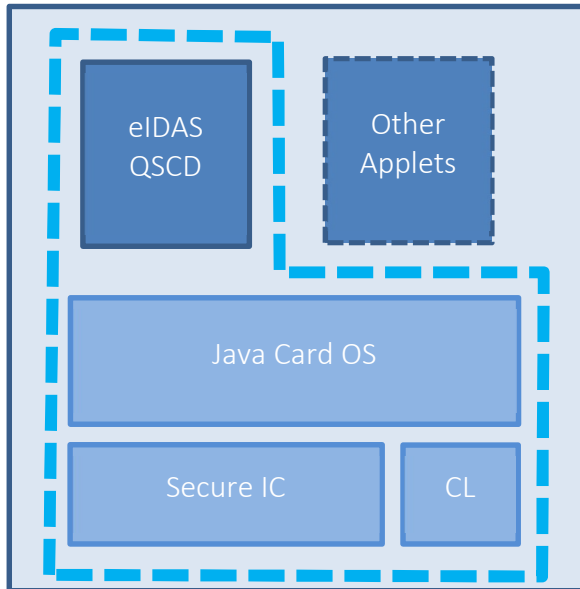 eIDAS
QSCD
Other
Applets
Java Card OS
Secure IC
CL